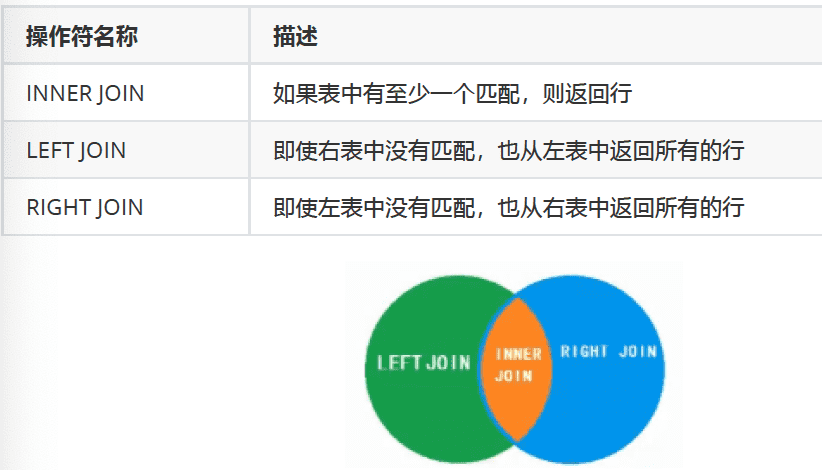 操作符名称 描述
INNER JOIN 如果表中有至少一个匹配，则返回行
LEFT JOIN 即使右表中没有匹配，也从左表中返回所有的行
RIGHT JOIN 即使左表中没有匹配，也从右表中返回所有的行
LEFT JOIN
INNER
JOIN
RIGHT JOIN